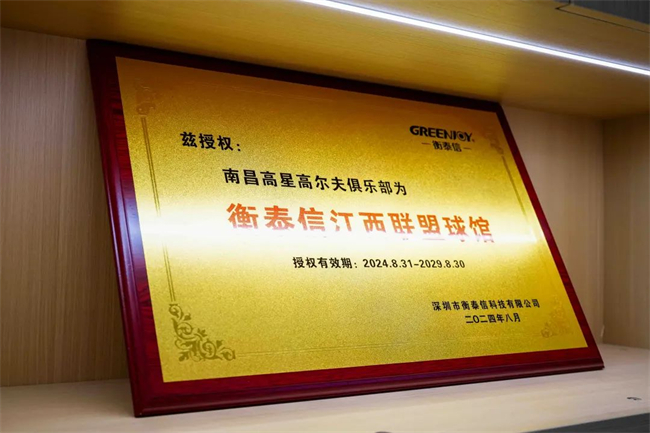 GREENJOY
衡泰信
兹授权：
南昌高星高尔夫俱乐部为
衡泰信江西联盟球馆
授权有效期：2024.8.31-2029.8.30
深圳市衡泰信科技有限公司
二〇二四年八月